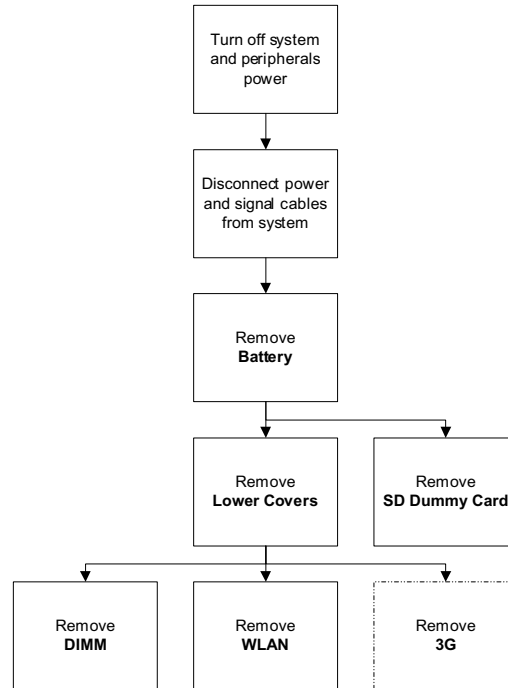 Turn off system
and peripherals
power
Disconnect power
and signal cables
from system
Remove
Battery
Remove
Lower Covers
Remove
SD Dummy Card
Remove
DIMM
Remove
WLAN
Remove
3G